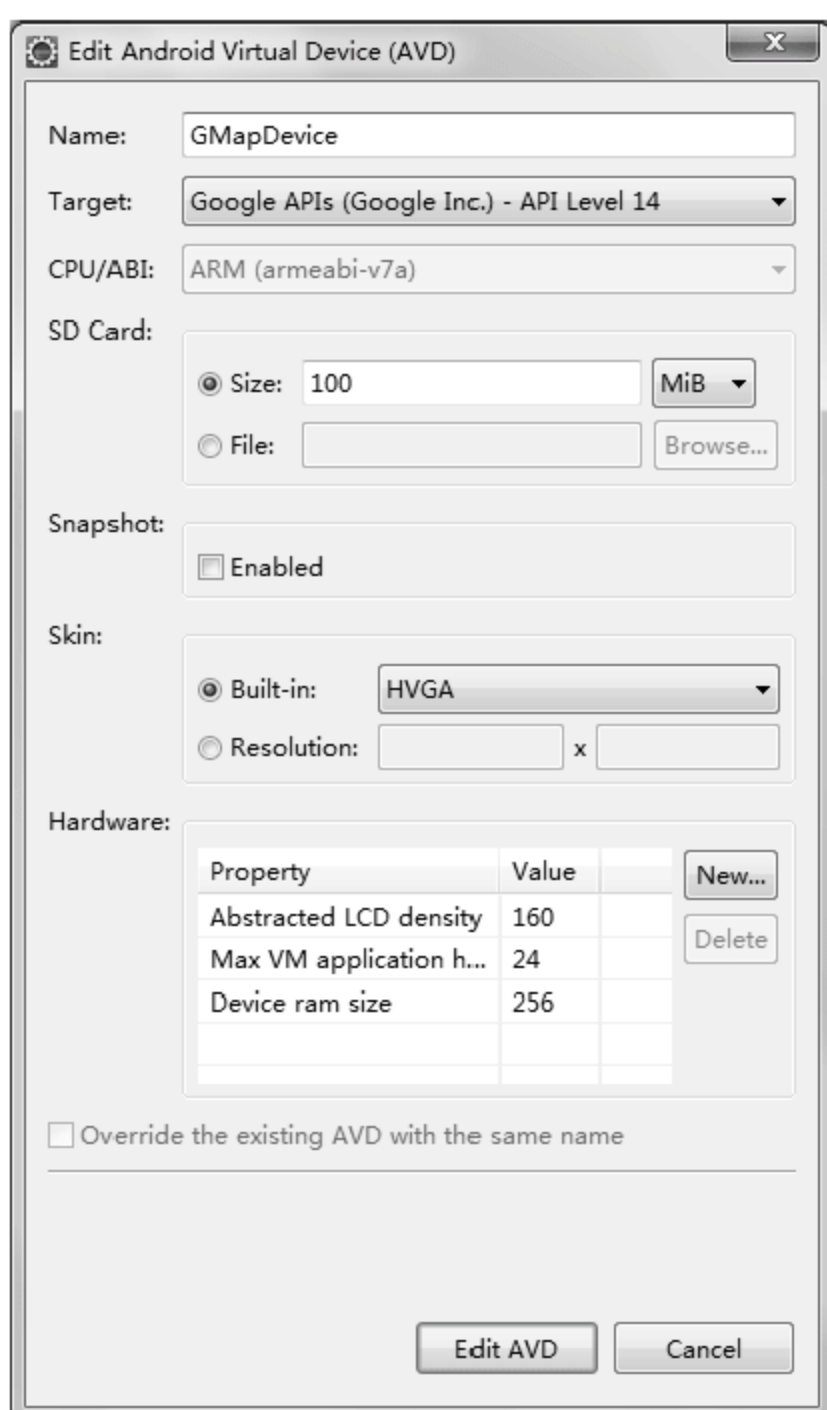 Edit Android Virtual Device (AVD)
x
Name: GMapDevice
Target: Google APIs (Google Inc.) - API Level 14
CPU/ABI: ARM (armeabi-v7a)
SD Card:
Size: 100 MiB
File: Browse...
Snapshot:
Enabled
Skin:
Built-in: HVGA
Resolution: x
Hardware:
Property Value New...
Abstracted LCD density 160
Delete
Max VM application h... 24
Device ram size 256
Override the existing AVD with the same name
Edit AVD Cancel